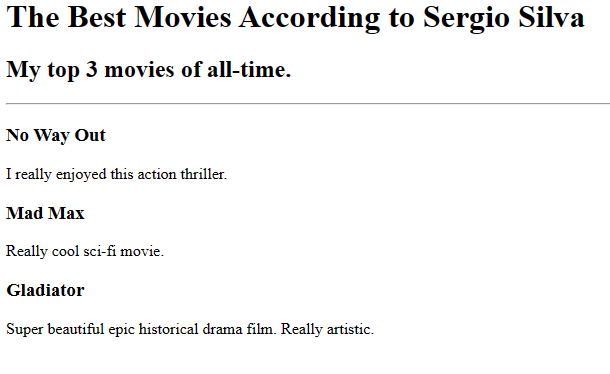 The Best Movies According to Sergio Silva
My top 3 movies of all-time.
No Way Out
I really enjoyed this action thriller.
Mad Max
Really cool sci-fi movie.
Gladiator
Super beautiful epic historical drama film. Really artistic.